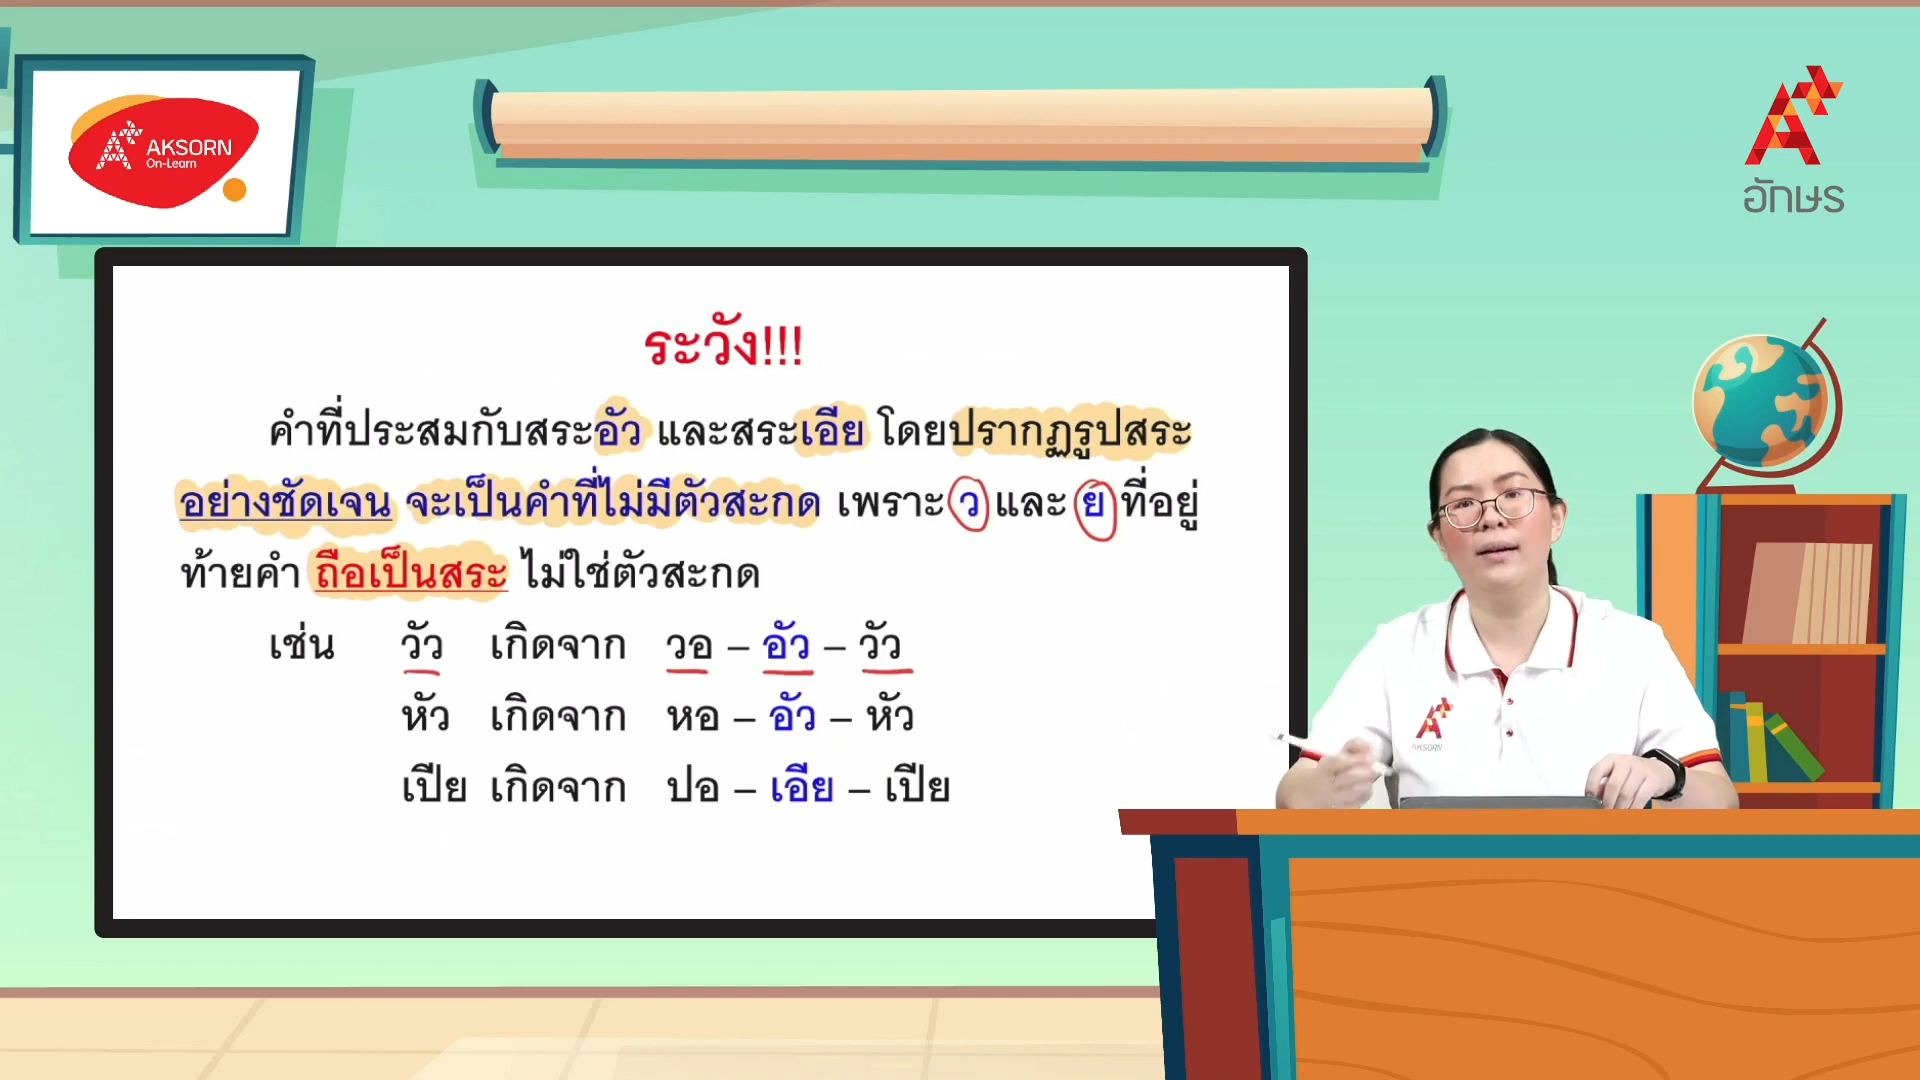 AKSORN
On-Learn
อักษร
ระวัง!!!
คำที่ประสมกับสระอัว และสระเอีย โดยปรากฏรูปสระ
อย่างชัดเจน จะเป็นคำที่ไม่มีตัวสะกด เพราะ ว และ ย ที่อยู่
ท้ายคำ ถือเป็นสระ ไม่ใช่ตัวสะกด
เช่น วัว เกิดจาก วอ – อัว – วัว
หัว เกิดจาก หอ – อัว – หัว
เปีย เกิดจาก ปอ – เอีย – เปีย
AKSORN